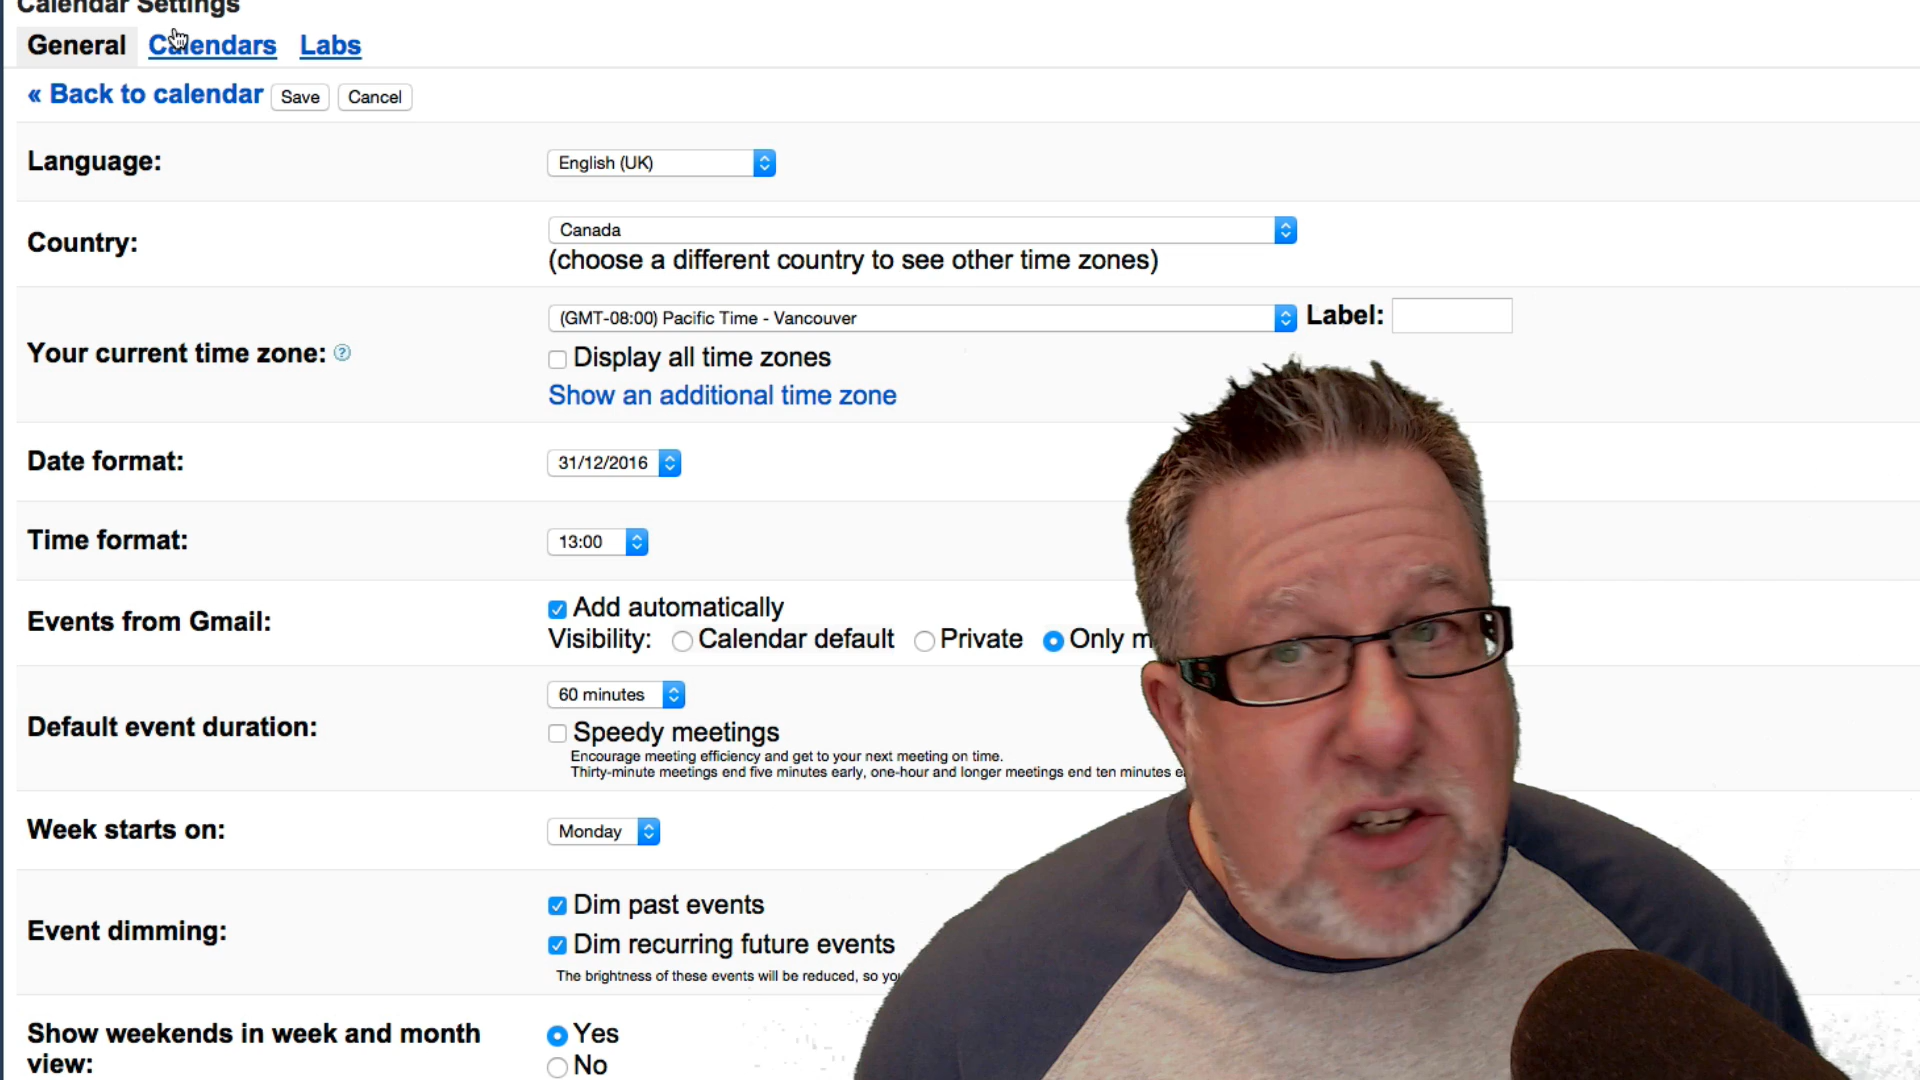 Calendar Settings
General Calendars Labs
« Back to calendar Save Cancel
Language: English (UK)
Country: Canada
(choose a different country to see other time zones)
Your current time zone: ? (GMT-08:00) Pacific Time - Vancouver Label:
Display all time zones
Show an additional time zone
Date format: 31/12/2016
Time format: 13:00
Events from Gmail: Add automatically
Visibility: Calendar default Private Only
Default event duration: 60 minutes
Speedy meetings
Encourage meeting efficiency and get to your next meeting on time.
Thirty-minute meetings end five minutes early, one-hour and longer meetings end ten minutes
Week starts on: Monday
Event dimming: Dim past events
Dim recurring future events
The brightness of these events will be reduced, so
Show weekends in week and month
view:
Yes
No